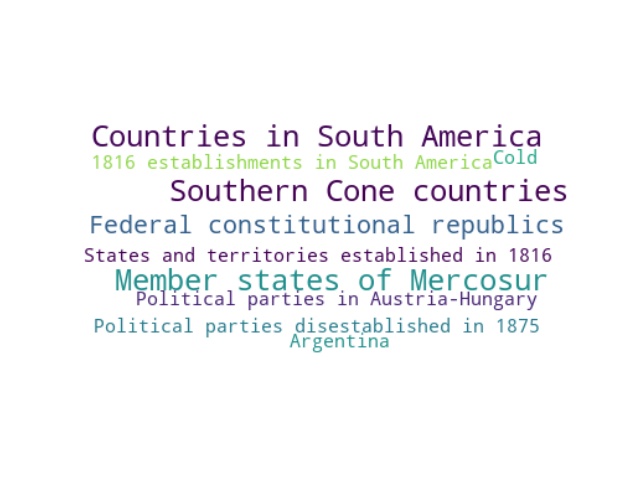 Countries in South America
1816 establishments in South America
Cold
Southern Cone countries
Federal constitutional republics
States and territories established in 1816
Member states of Mercosur
Political parties in Austria-Hungary
Political parties disestablished in 1875
Argentina